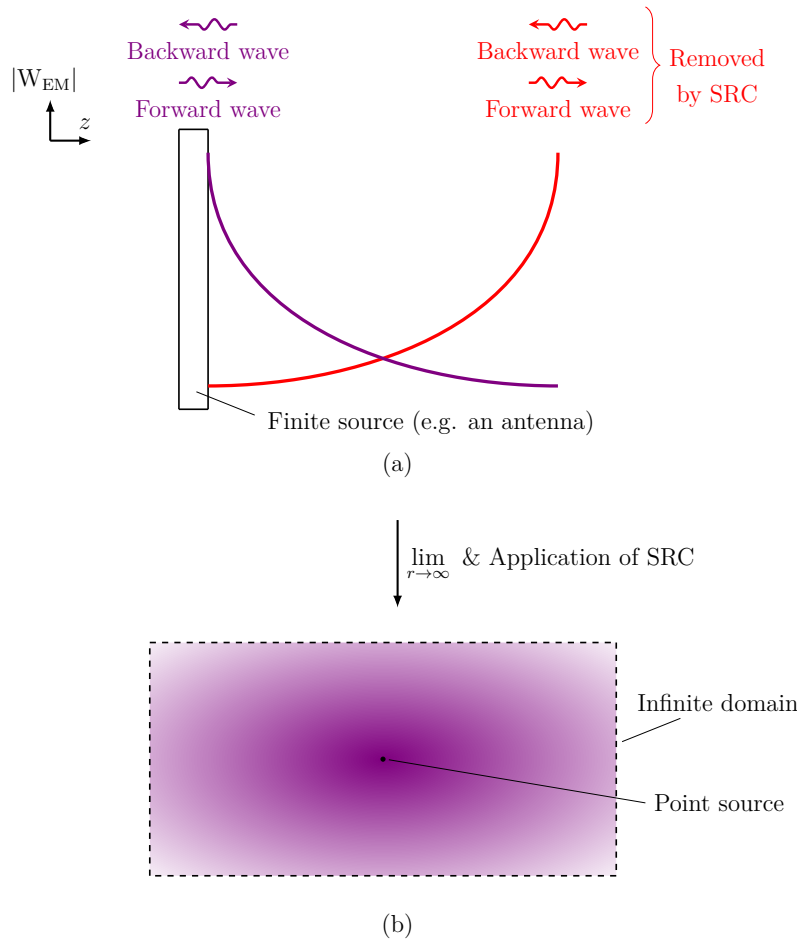 Backward wave
Forward wave
Backward wave
Forward wave
Removed
by SRC
|W_EM|
z
Finite source (e.g. an antenna)
(a)
lim r→∞ & Application of SRC
Infinite domain
Point source
(b)